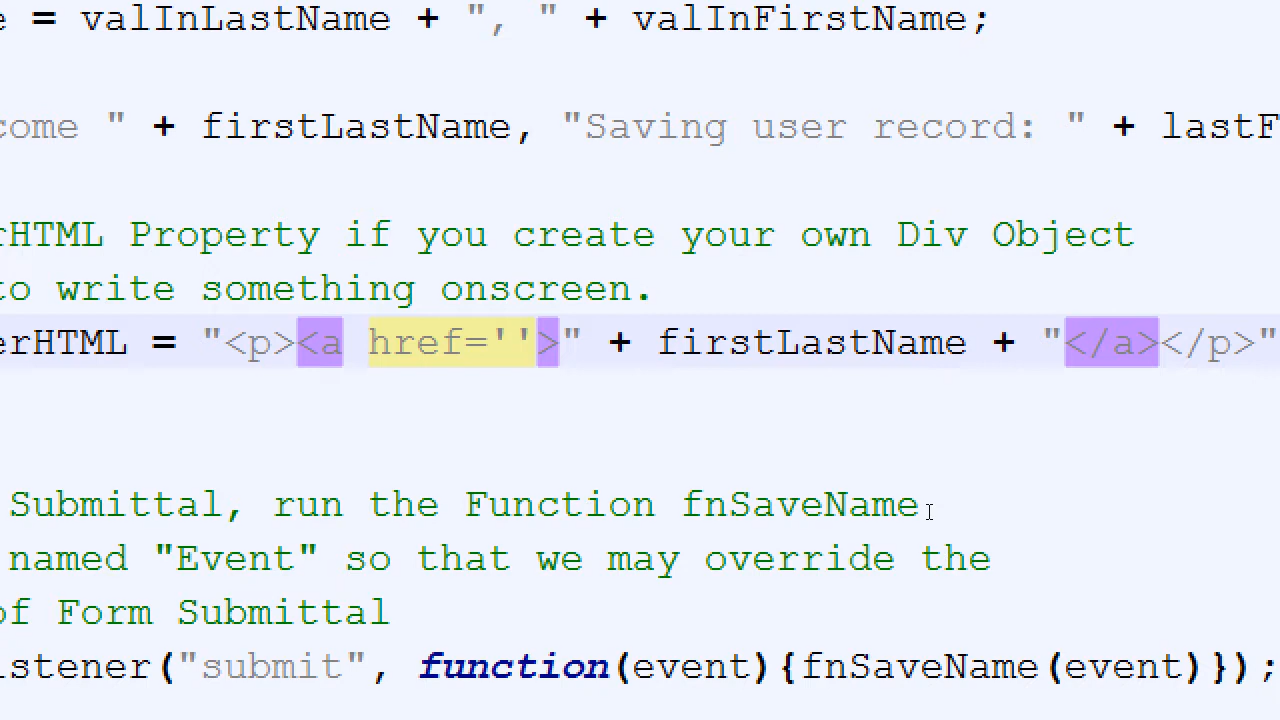 e = valInLastName + ", " + valInFirstName;
come " + firstLastName, "Saving user record: " + lastF
rHTML Property if you create your own Div Object
to write something onscreen.
erHTML = "<p><a href=''>" + firstLastName + "</a></p>"
Submittal, run the Function fnSaveName
named "Event" so that we may override the
of Form Submittal
istener("submit", function(event){fnSaveName(event)});